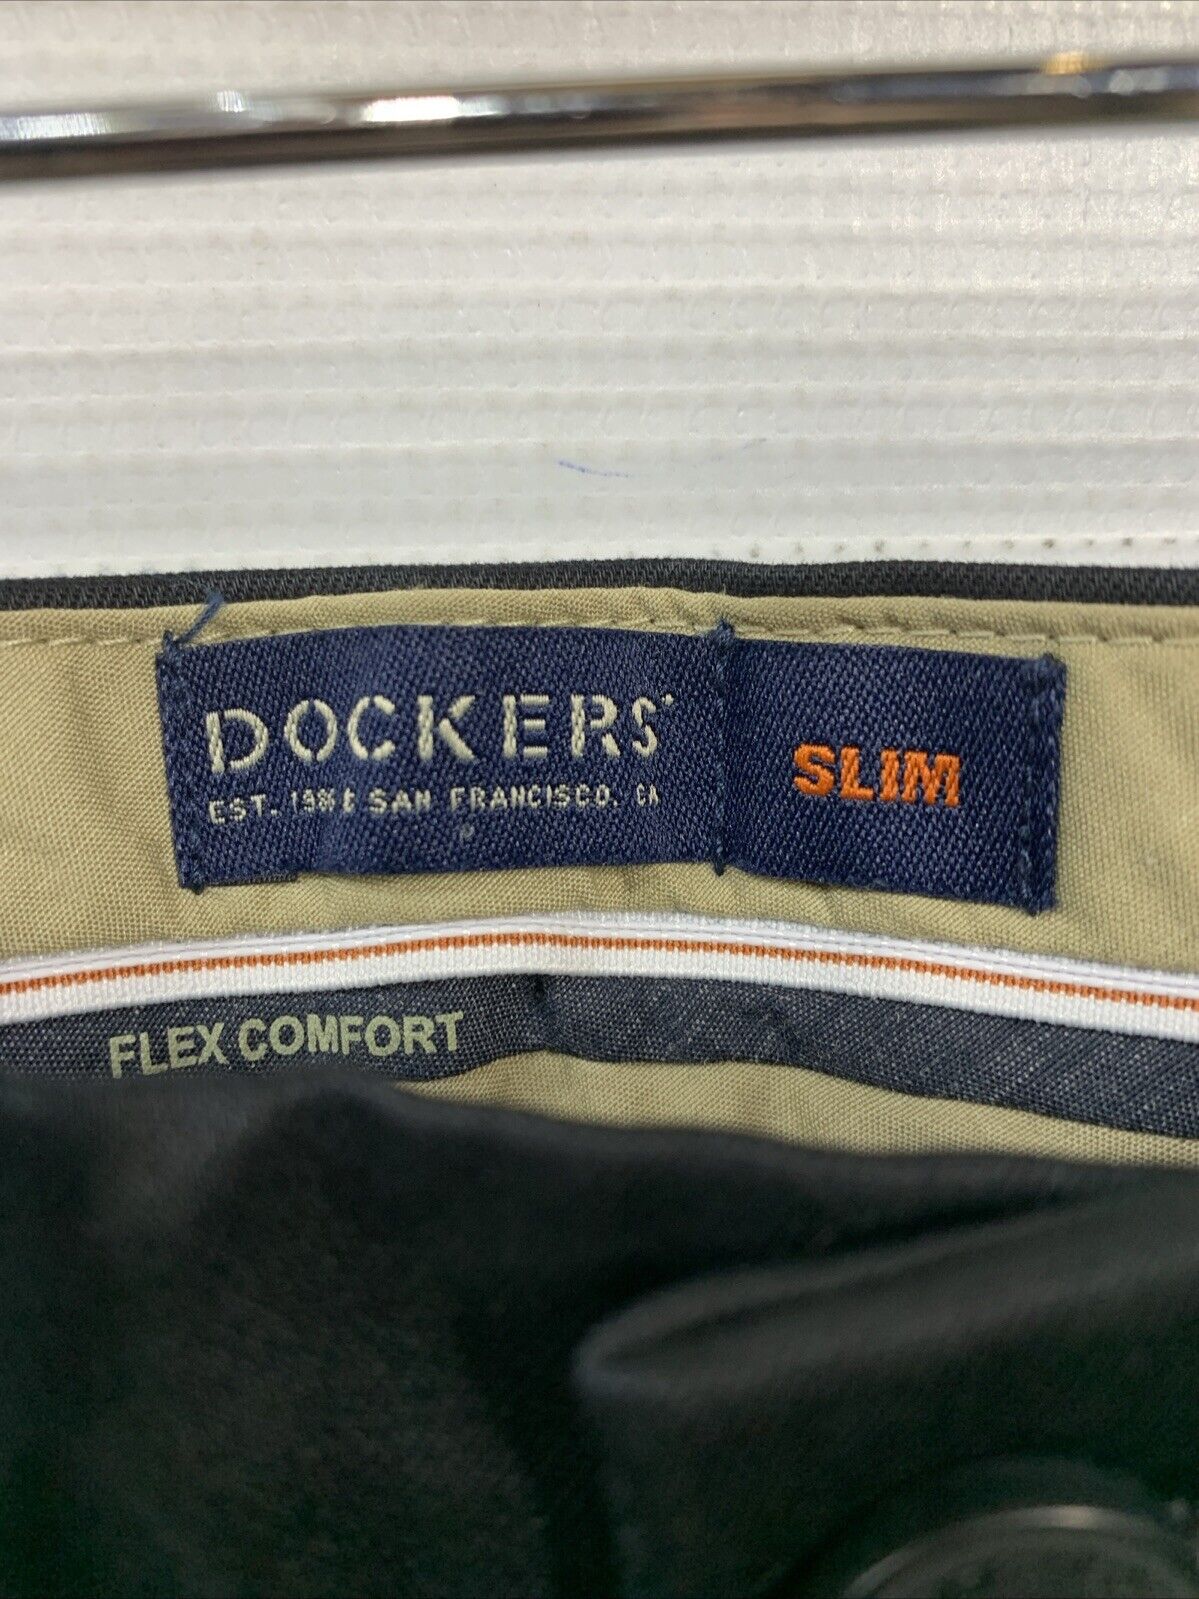 DOCKERS
EST. 1986 SAN FRANCISCO, CA
SLIM
FLEX COMFORT